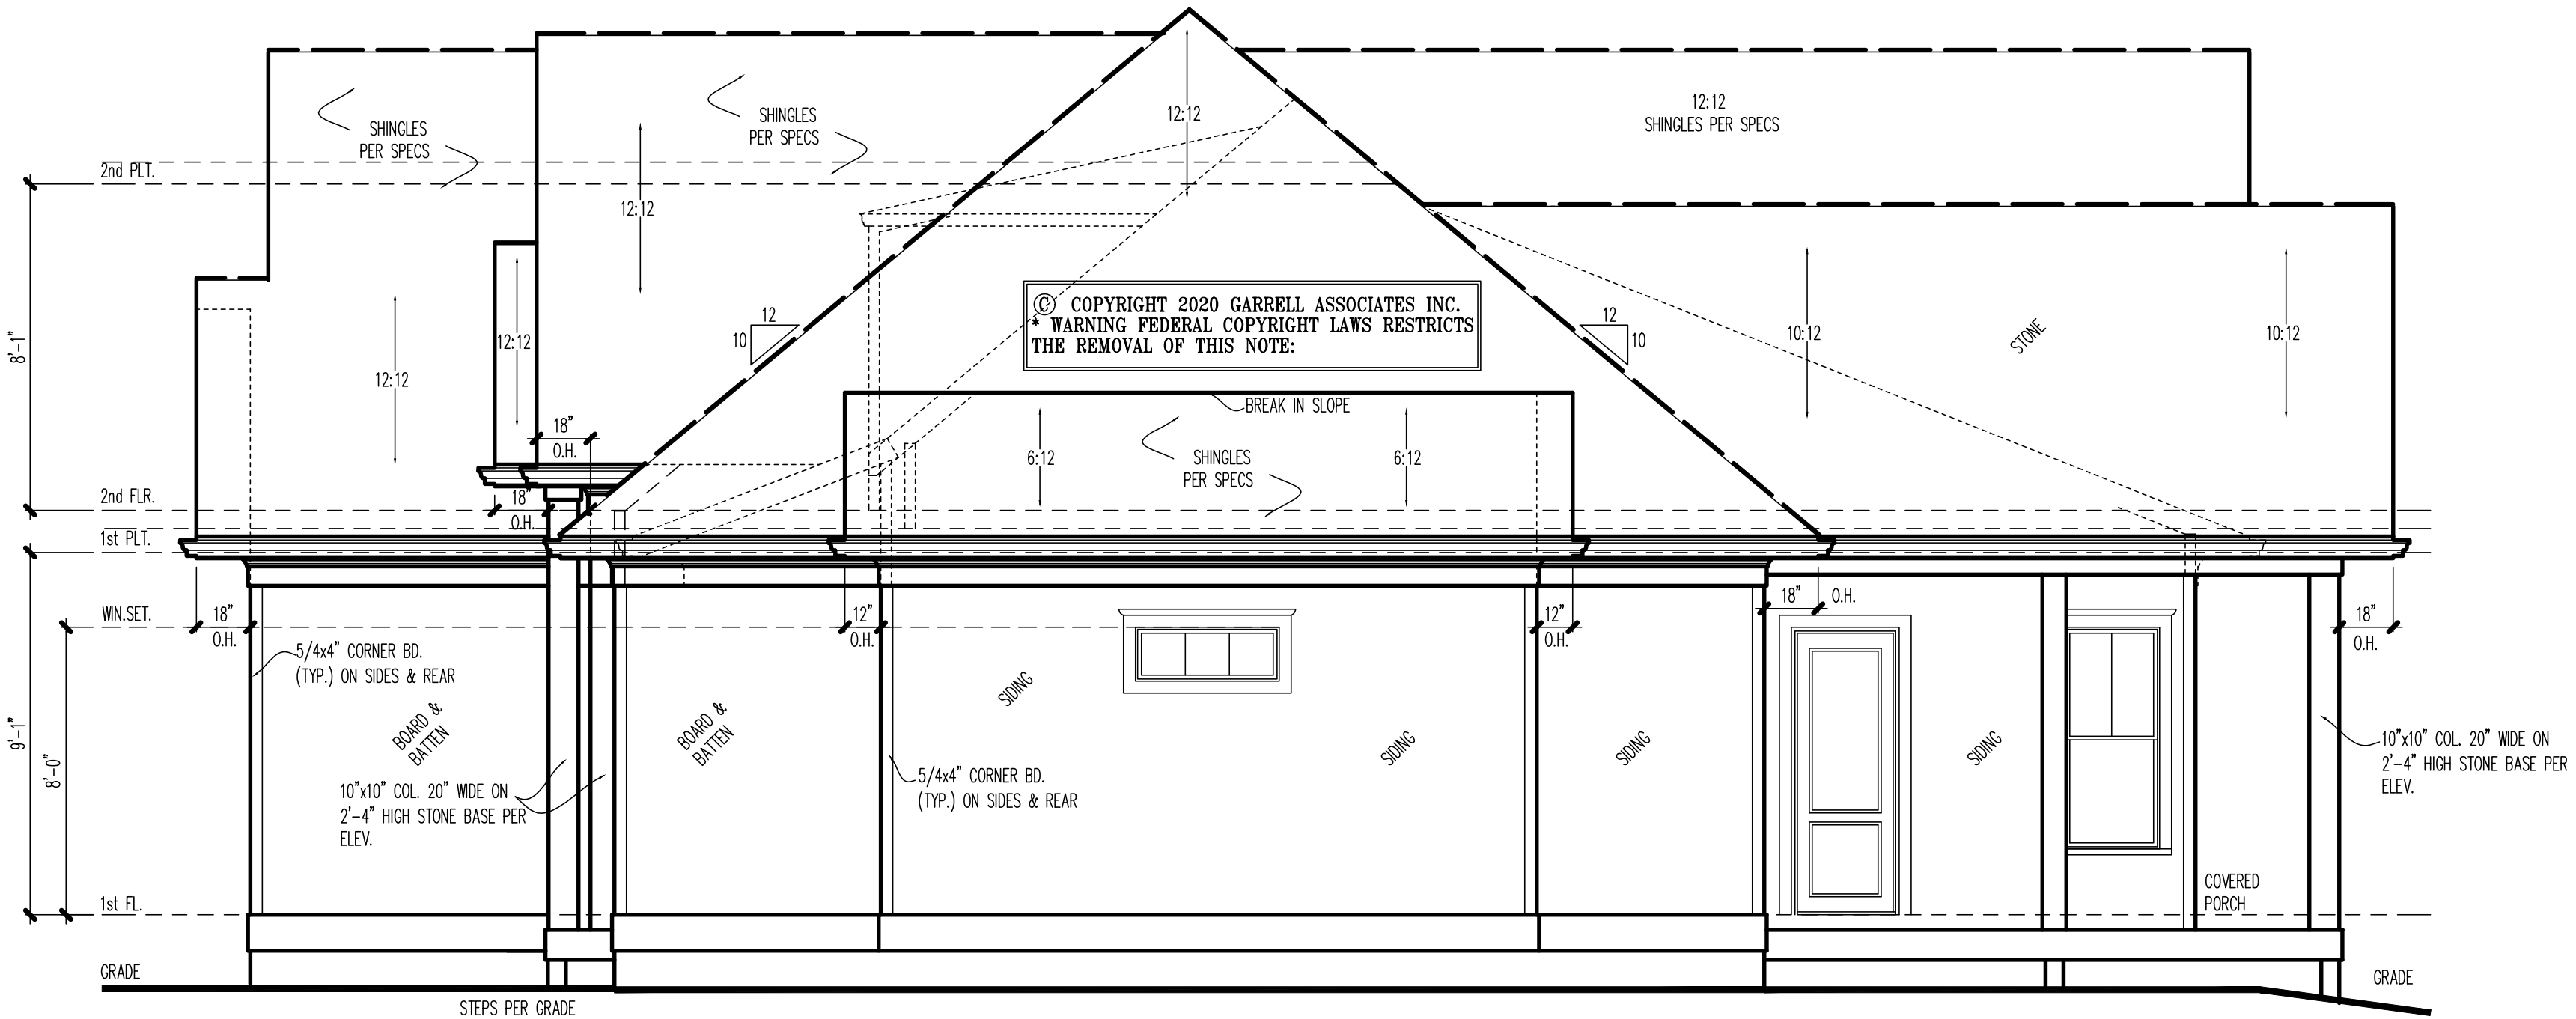 12:12
SHINGLES
PER SPECS
SHINGLES
PER SPECS
12:12
SHINGLES PER SPECS
2nd PLT.
12:12
8'-1"
12:12
12:12
12
10
© COPYRIGHT 2020 GARRELL ASSOCIATES INC.
* WARNING FEDERAL COPYRIGHT LAWS RESTRICTS
THE REMOVAL OF THIS NOTE:
12
10
10:12
STONE
10:12
BREAK IN SLOPE
18"
O.H.
6:12
SHINGLES
PER SPECS
6:12
2nd FLR.
18"
O.H.
1st PLT.
WIN.SET.
18"
O.H.
12"
O.H.
12"
O.H.
18"
O.H.
18"
O.H.
5/4x4" CORNER BD.
(TYP.) ON SIDES & REAR
9'-1"
8'-0"
BOARD &
BATTEN
BOARD &
BATTEN
SIDING
SIDING
SIDING
SIDING
10"x10" COL. 20" WIDE ON
2'-4" HIGH STONE BASE PER
ELEV.
5/4x4" CORNER BD.
(TYP.) ON SIDES & REAR
10"x10" COL. 20" WIDE ON
2'-4" HIGH STONE BASE PER
ELEV.
COVERED
PORCH
1st FL.
GRADE
GRADE
STEPS PER GRADE